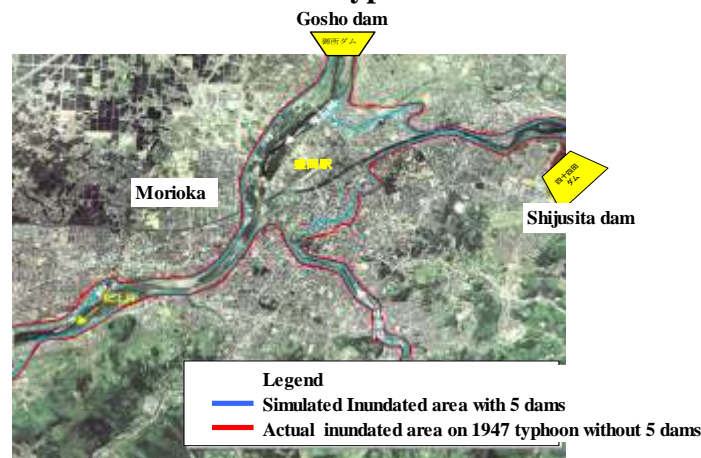 Gosho dam
御所ダム
盛岡駅
Morioka
四十四田
ダム
Shijusita dam
Legend
Simulated Inundated area with 5 dams
Actual inundated area on 1947 typhoon without 5 dams